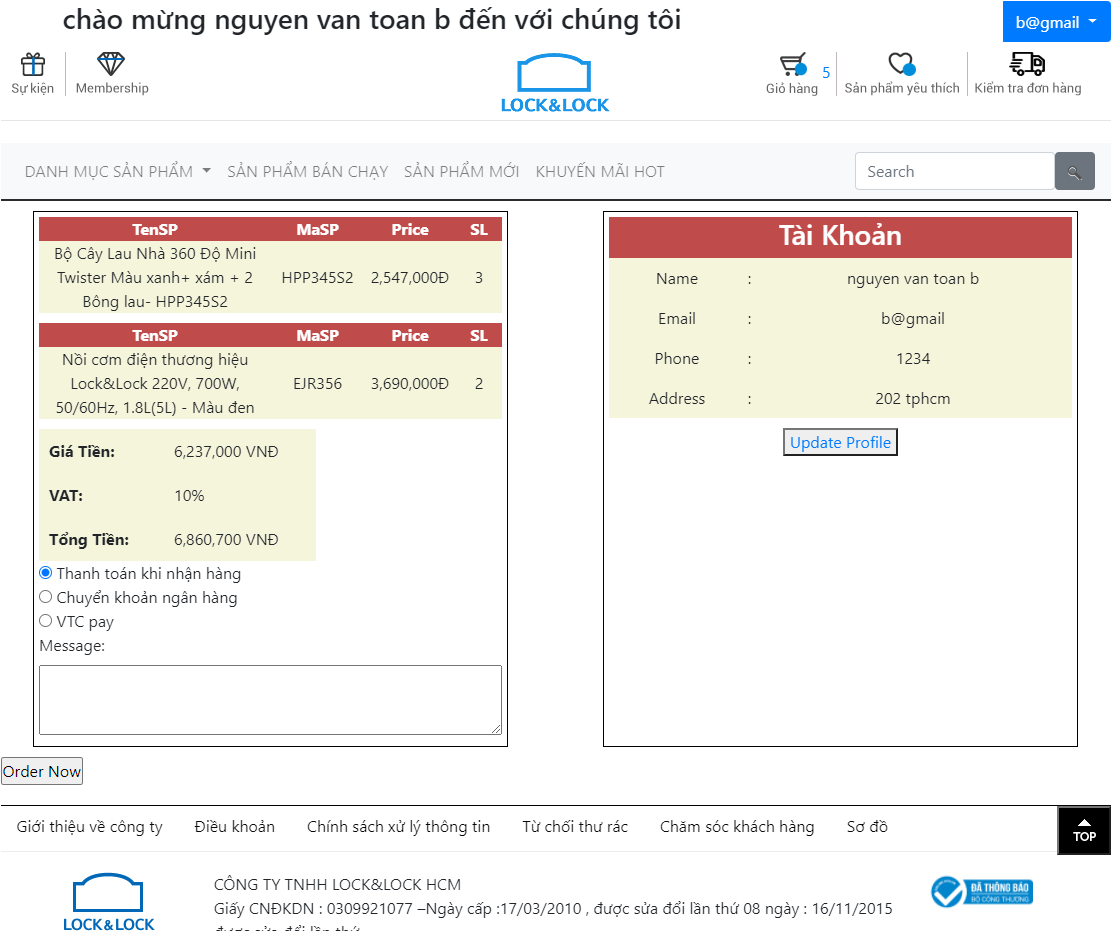 chào mừng nguyen van toan b đến với chúng tôi
b@gmail
Sự kiện
Membership
LOCK&LOCK
Giỏ hàng
5
Sản phẩm yêu thích
Kiểm tra đơn hàng
DANH MỤC SẢN PHẨM
SẢN PHẨM BÁN CHẠY
SẢN PHẨM MỚI
KHUYẾN MÃI HOT
Search
TenSP MaSP Price SL
Bộ Cây Lau Nhà 360 Độ Mini
Twister Màu xanh+ xám + 2 HPP345S2 2,547,000Đ 3
Bông lau- HPP345S2
TenSP MaSP Price SL
Nồi cơm điện thương hiệu
Lock&Lock 220V, 700W, EJR356 3,690,000Đ 2
50/60Hz, 1.8L(5L) - Màu đen
Giá Tiền: 6,237,000 VNĐ
VAT: 10%
Tổng Tiền: 6,860,700 VNĐ
Thanh toán khi nhận hàng
Chuyển khoản ngân hàng
VTC pay
Message:
Tài Khoản
Name : nguyen van toan b
Email : b@gmail
Phone : 1234
Address : 202 tphcm
Update Profile
Order Now
Giới thiệu về công ty
Điều khoản
Chính sách xử lý thông tin
Từ chối thư rác
Chăm sóc khách hàng
Sơ đồ
TOP
LOCK&LOCK
CÔNG TY TNHH LOCK&LOCK HCM
Giấy CNĐKDN : 0309921077 –Ngày cấp :17/03/2010 , được sửa đổi lần thứ 08 ngày : 16/11/2015
được sửa đổi lần thứ
ĐÃ THÔNG BÁO
BỘ CÔNG THƯƠNG